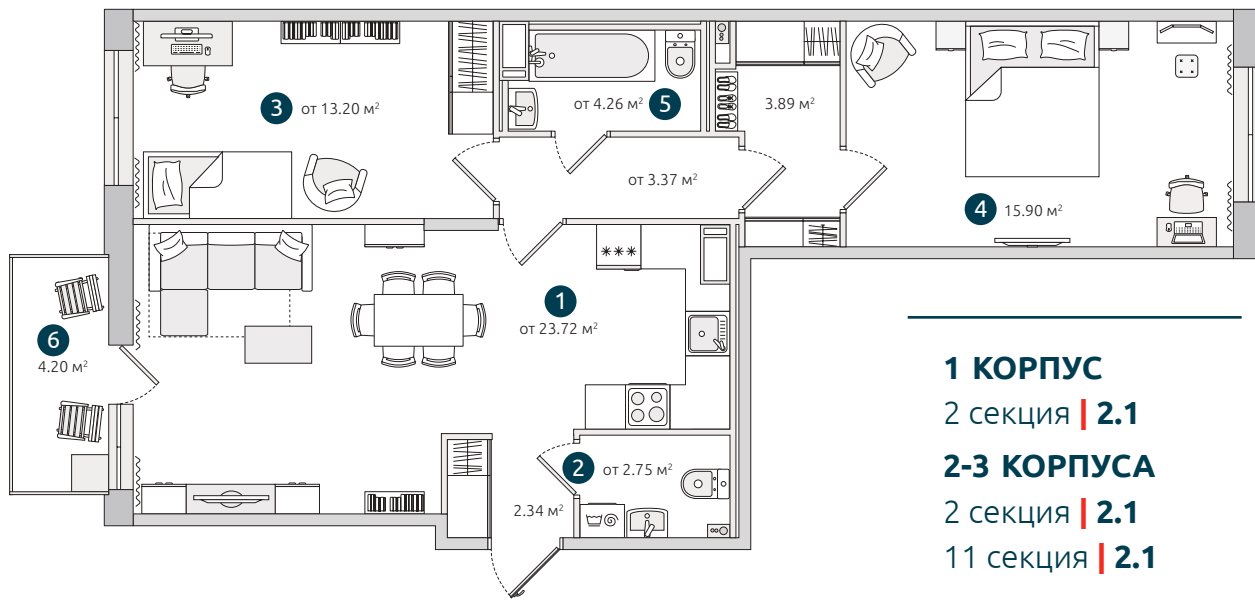 3 от 13.20 м²
от 4.26 м² 5
3.89 м²
от 3.37 м²
4 15.90 м²
1
от 23.72 м²
6
4.20 м²
2 от 2.75 м²
2.34 м²
1 КОРПУС
2 секция | 2.1
2-3 КОРПУСА
2 секция | 2.1
11 секция | 2.1